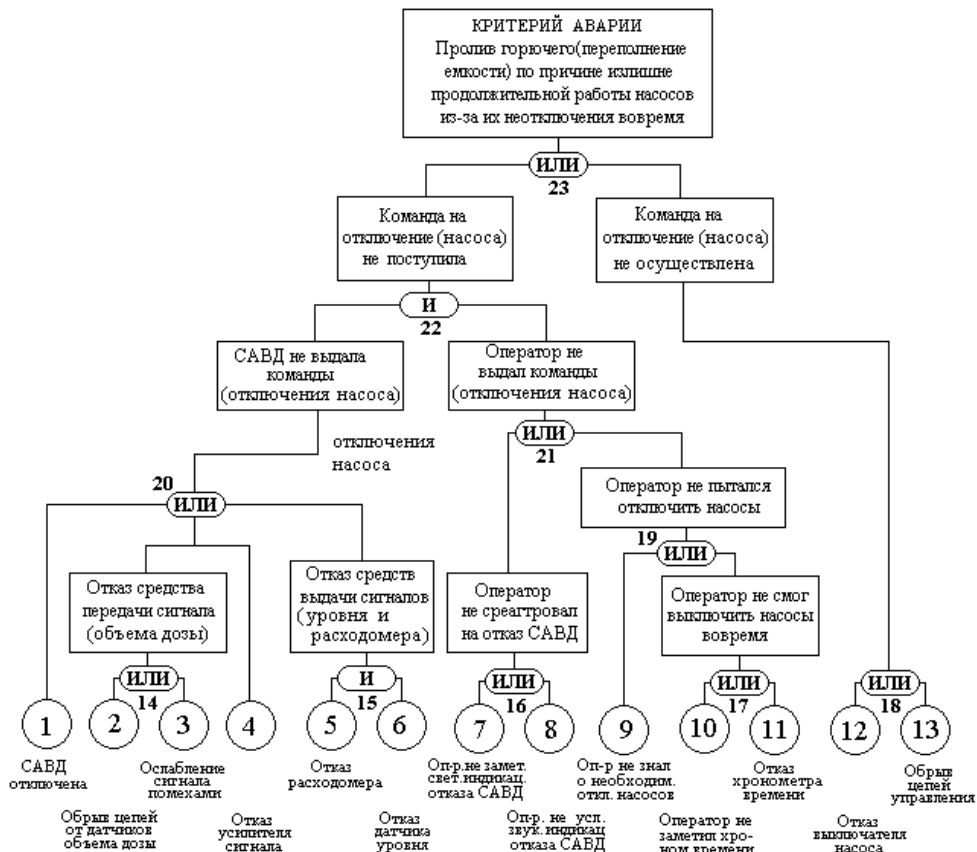 КРИТЕРИЙ АВАРИИ
Пролив горючего(переполнение
емкости) по причине излишне
продолжительной работы насосов
из-за их неотключения вовремя
ИЛИ
23
Команда на
отключение (насоса)
не поступила
Команда на
отключение (насоса)
не осуществлена
И
22
САВД не выдала
команды
(отключения насоса)
Оператор не
выдал команды
(отключения насоса)
отключения
насоса
ИЛИ
21
20
ИЛИ
Оператор не пытался
отключить насосы
19
ИЛИ
Отказ средства
передачи сигнала
(объема дозы)
Отказ средств
выдачи сигналов
(уровня и
расходомера)
Оператор
не среагтровал
на отказ САВД
Оператор не смог
выключить насосы
вовремя
ИЛИ
14
И
15
ИЛИ
16
ИЛИ
17
ИЛИ
18
1
2
3
4
5
6
7
8
9
10
11
12
13
САВД
отключена
Обрыв цепей
от датчиков
объема дозы
Ослабление
сигнала
помехами
Отказ
усилителя
сигнала
Отказ
расходомера
Отказ
датчика
уровня
Оп-р.не замет.
свет.индикац.
отказа САВД
Оп-р. не усл.
звук.индикац
отказа САВД
Оп-р не знал
о необходим.
откл. насосов
Оператор не
заметил хро-
ном времени
Отказ
хронометра
времени
Отказ
выключателя
насоса
Обрыв
цепей
управления